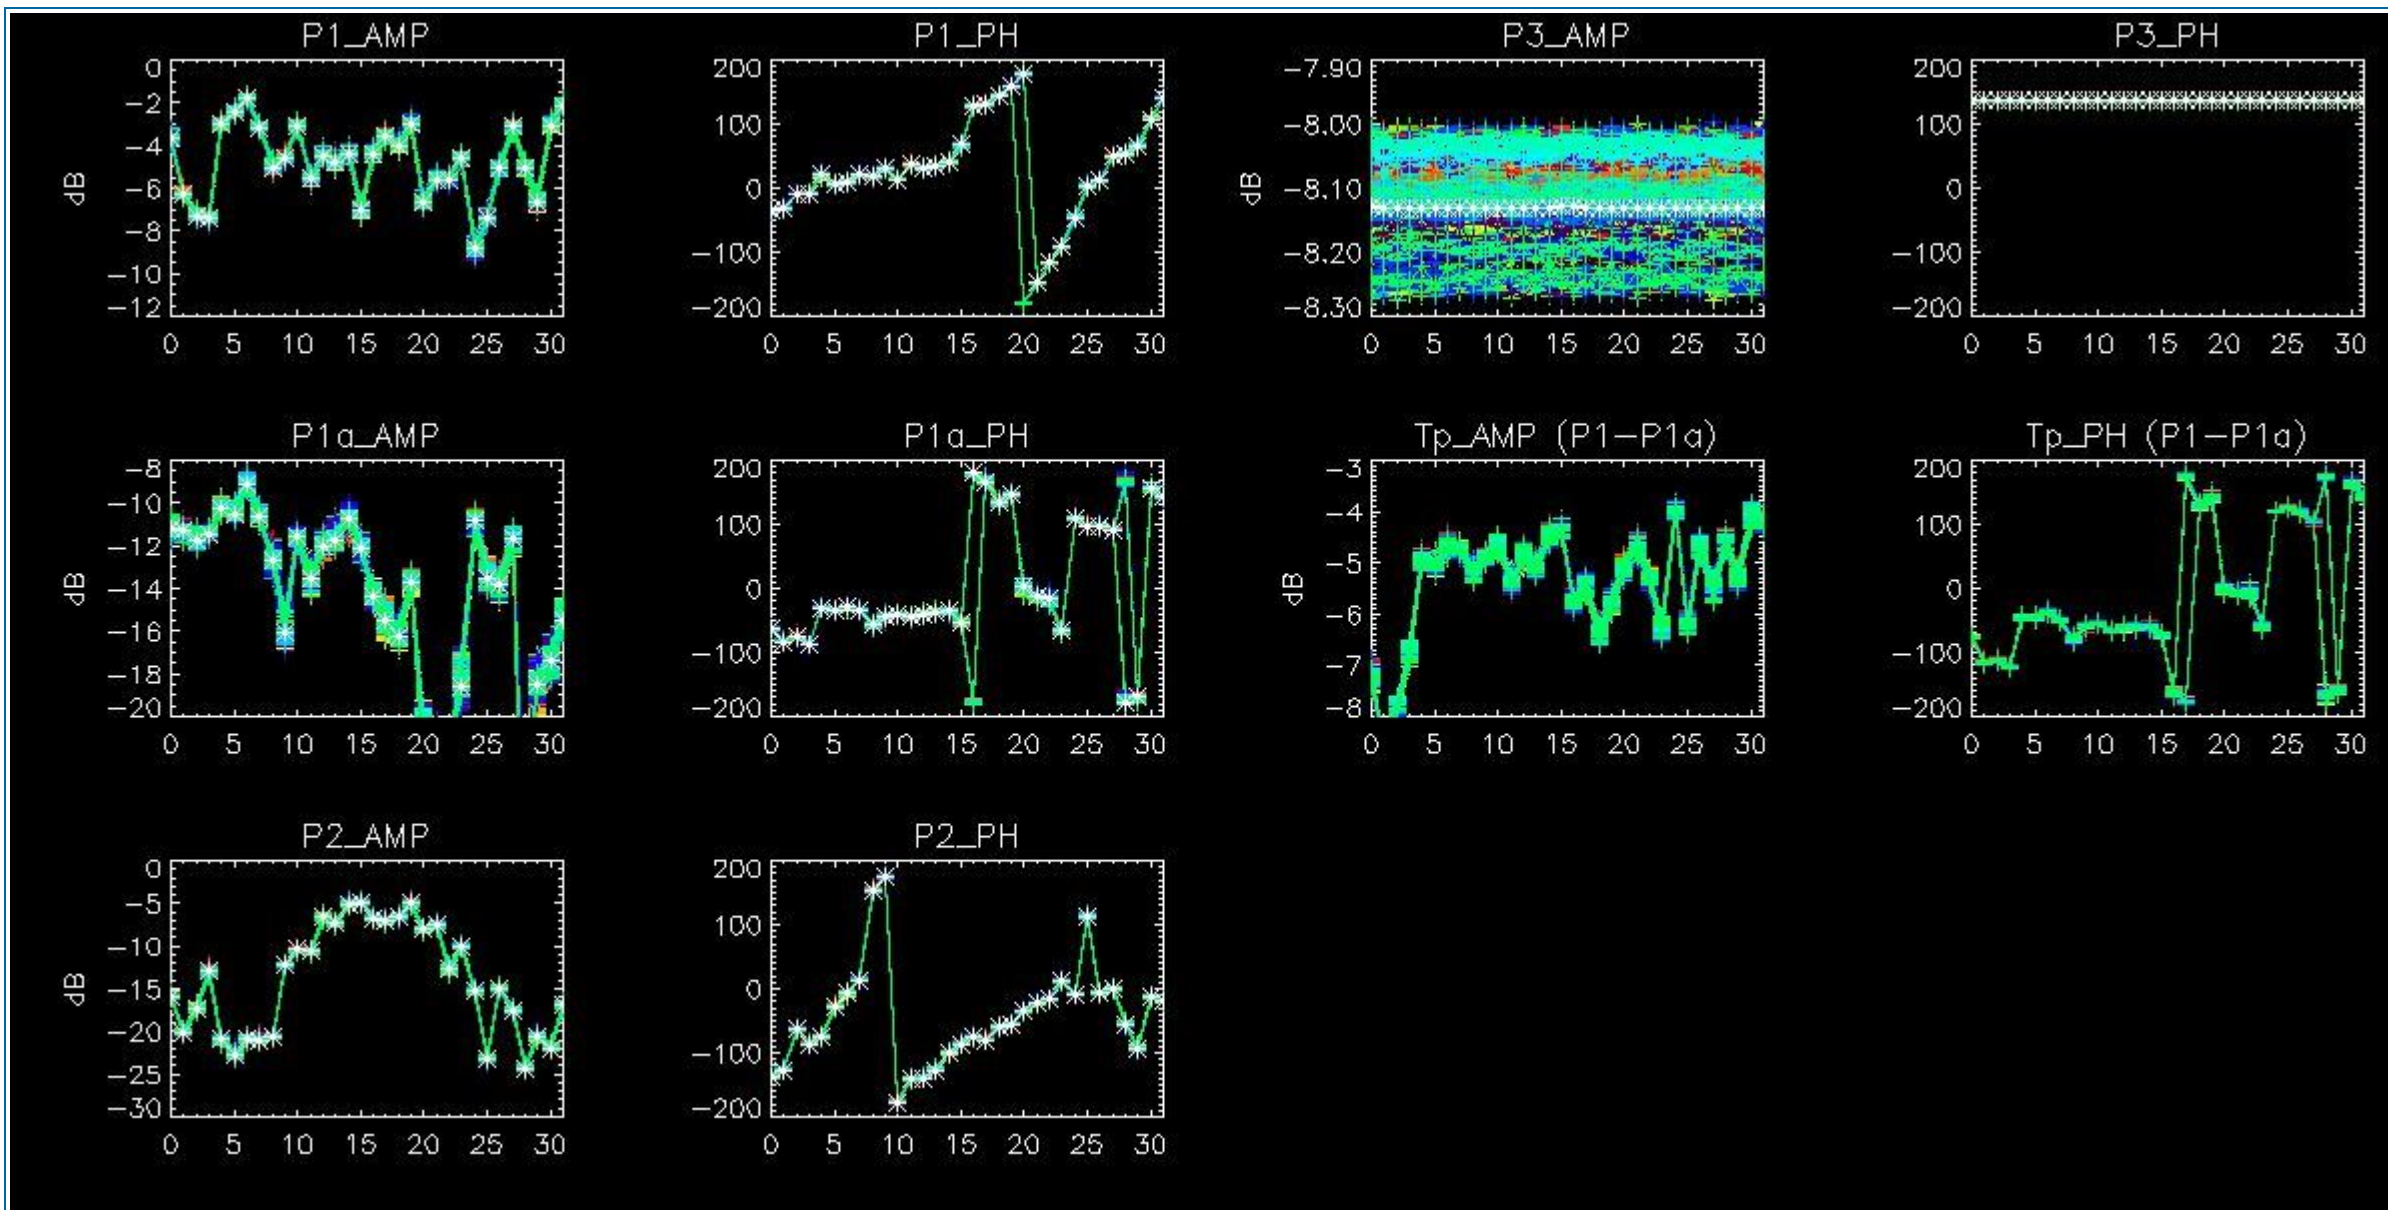 P1_AMP
P1_PH
P3_AMP
P3_PH
0
−2
−4
−6
−8
−10
−12
dB
0 5 10 15 20 25 30
200
100
0
−100
−200
0 5 10 15 20 25 30
−7.90
−8.00
−8.10
−8.20
−8.30
dB
0 5 10 15 20 25 30
200
100
0
−100
−200
0 5 10 15 20 25 30
P1a_AMP
P1a_PH
Tp_AMP (P1−P1a)
Tp_PH (P1−P1a)
−8
−10
−12
−14
−16
−18
−20
dB
0 5 10 15 20 25 30
200
100
0
−100
−200
0 5 10 15 20 25 30
−3
−4
−5
−6
−7
−8
dB
0 5 10 15 20 25 30
200
100
0
−100
−200
0 5 10 15 20 25 30
P2_AMP
P2_PH
0
−5
−10
−15
−20
−25
−30
dB
0 5 10 15 20 25 30
200
100
0
−100
−200
0 5 10 15 20 25 30